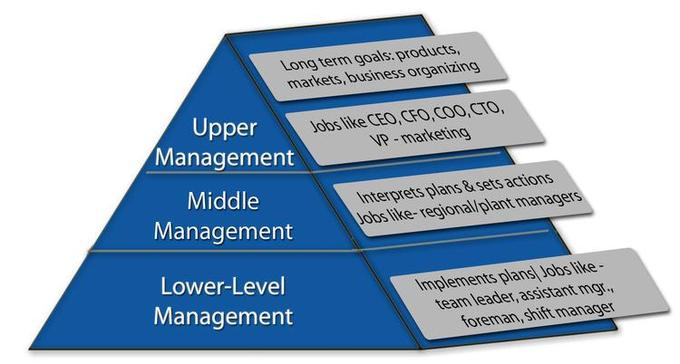 Long term goals: products,
markets, business organizing
Upper
Management
Jobs like CEO, CFO, COO, CTO,
VP - marketing
Middle
Management
Interprets plans & sets actions
Jobs like- regional/plant managers
Lower-Level
Management
Implements plans| Jobs like -
team leader, assistant mgr.,
foreman, shift manager